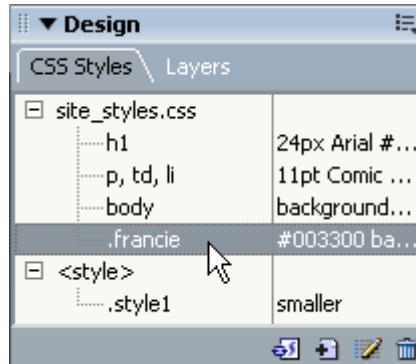 Design
CSS Styles Layers
site_styles.css
h1 24px Arial #...
p, td, li 11pt Comic ...
body background...
.francie #003300 ba...
<style>
.style1 smaller